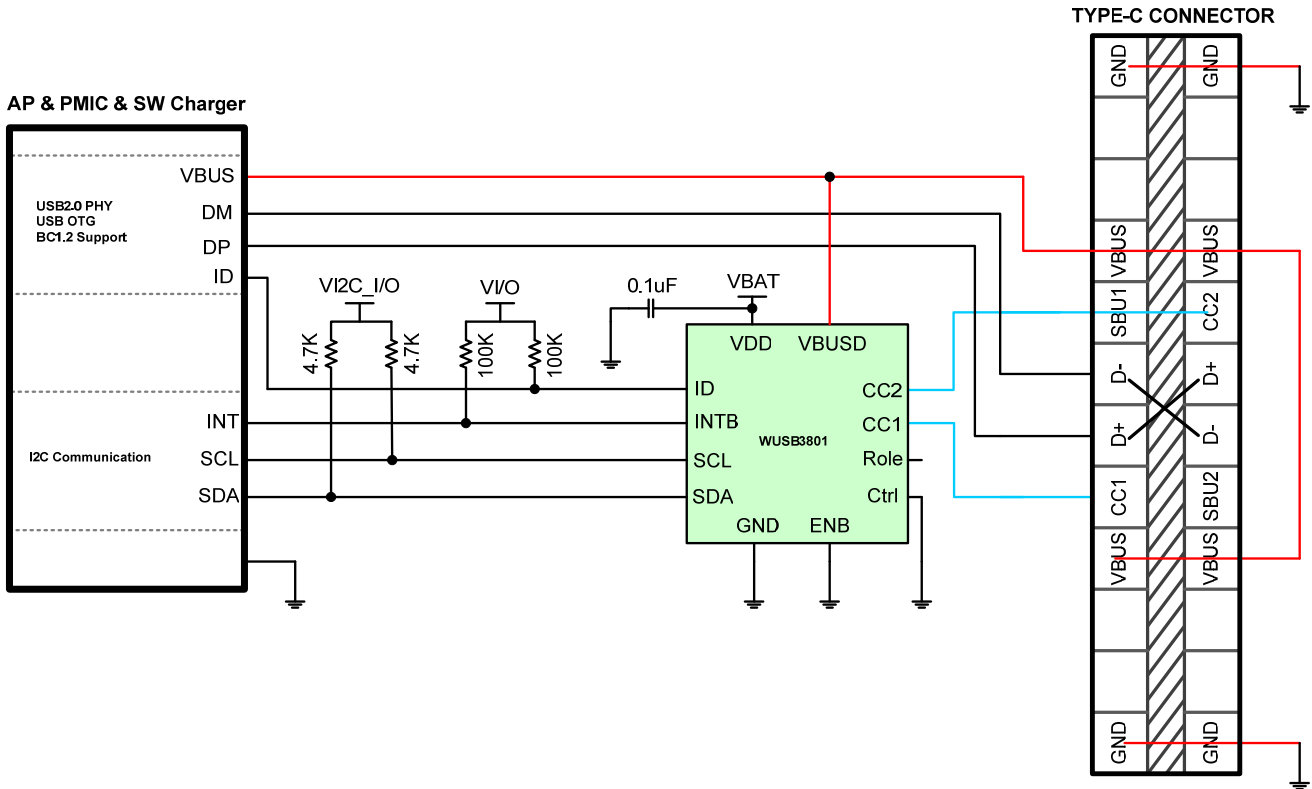 TYPE-C CONNECTOR
AP & PMIC & SW Charger
USB2.0 PHY
USB OTG
BC1.2 Support
VBUS
DM
DP
ID
I2C Communication
INT
SCL
SDA
VI2C_I/O
4.7K
4.7K
VI/O
100K
100K
0.1uF
VBAT
VDD
VBUSD
ID
INTB
SCL
SDA
WUSB3801
CC2
CC1
Role
Ctrl
GND
ENB
GND
GND
VBUS
VBUS
SBU1
CC2
D-
D+
D+
D-
CC1
SBU2
VBUS
VBUS
GND
GND